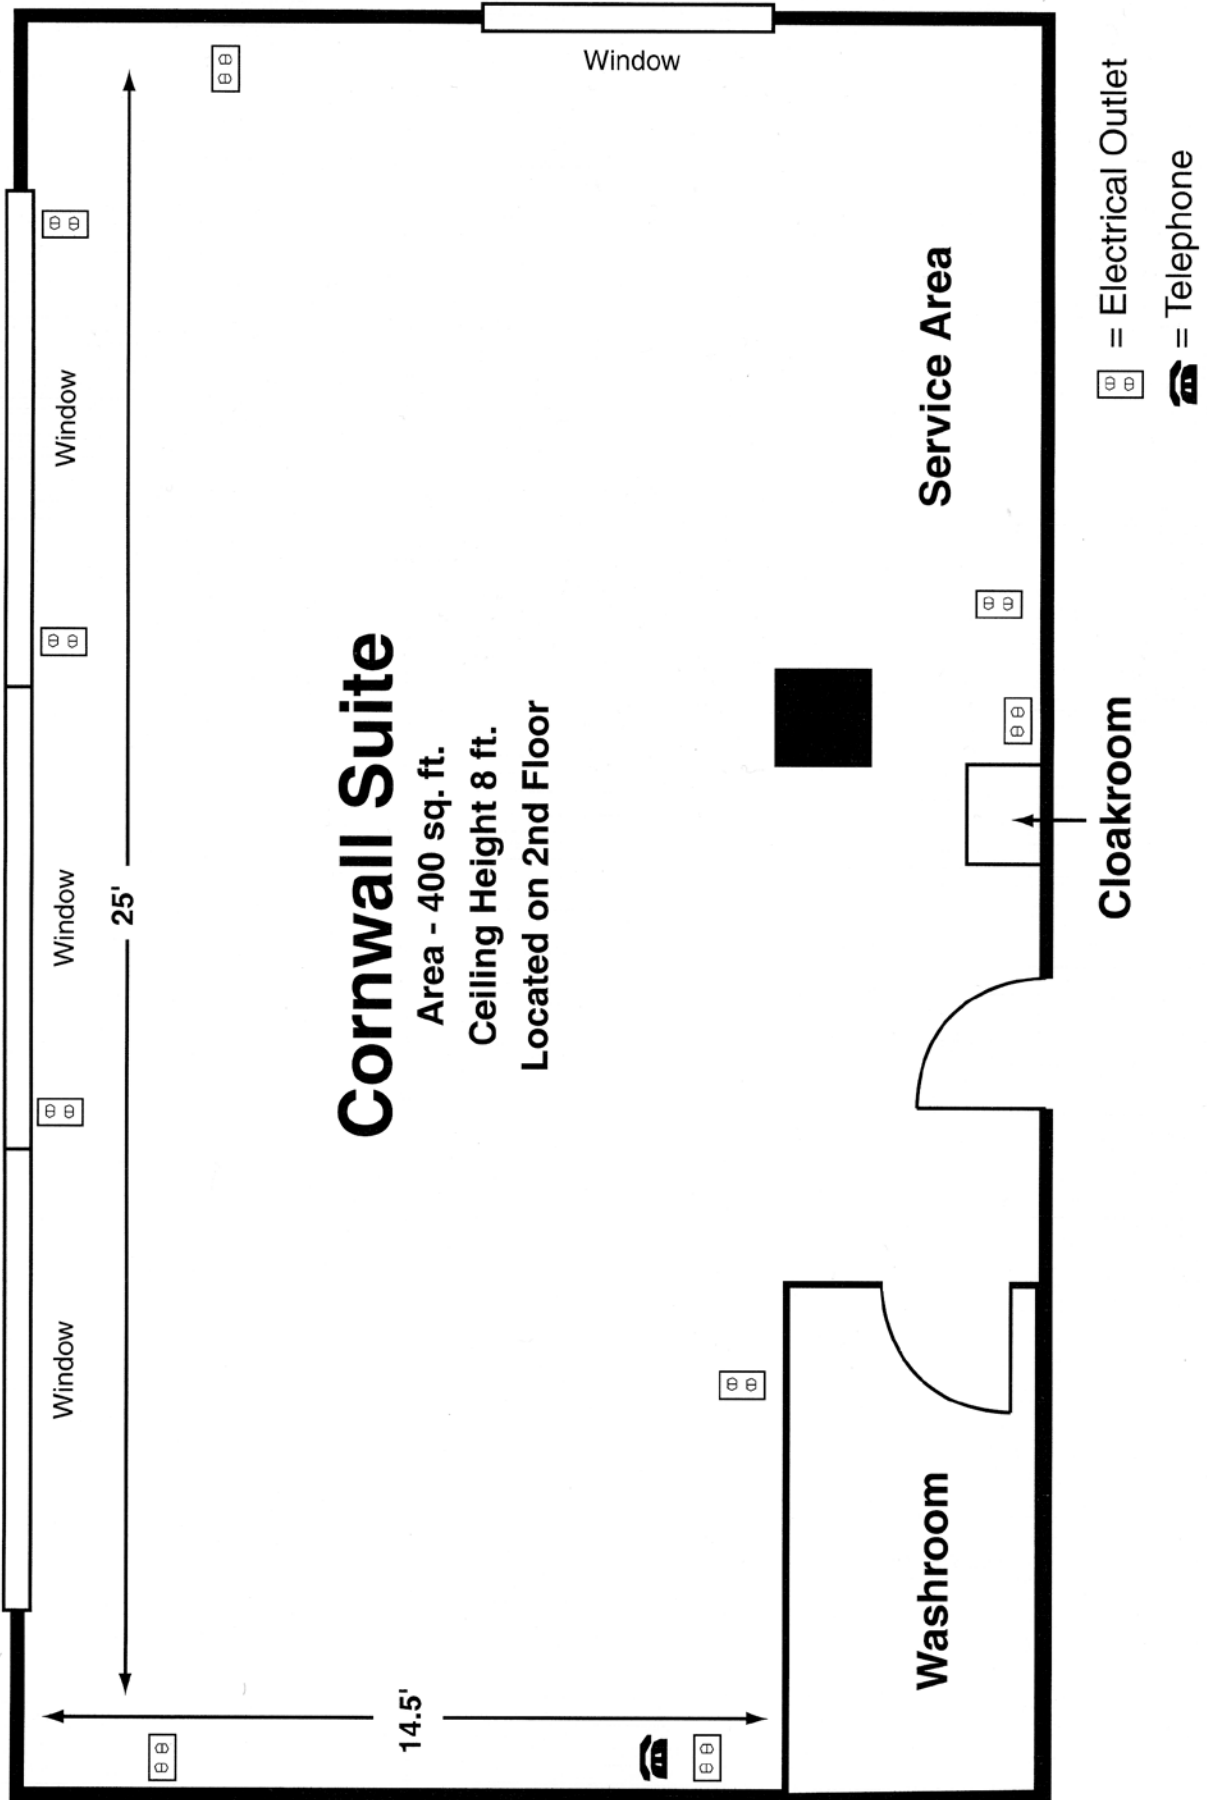 Window
Window
Window
Window
25'
14.5'
Cornwall Suite
Area - 400 sq. ft.
Ceiling Height 8 ft.
Located on 2nd Floor
Service Area
Washroom
Cloakroom
= Electrical Outlet
= Telephone